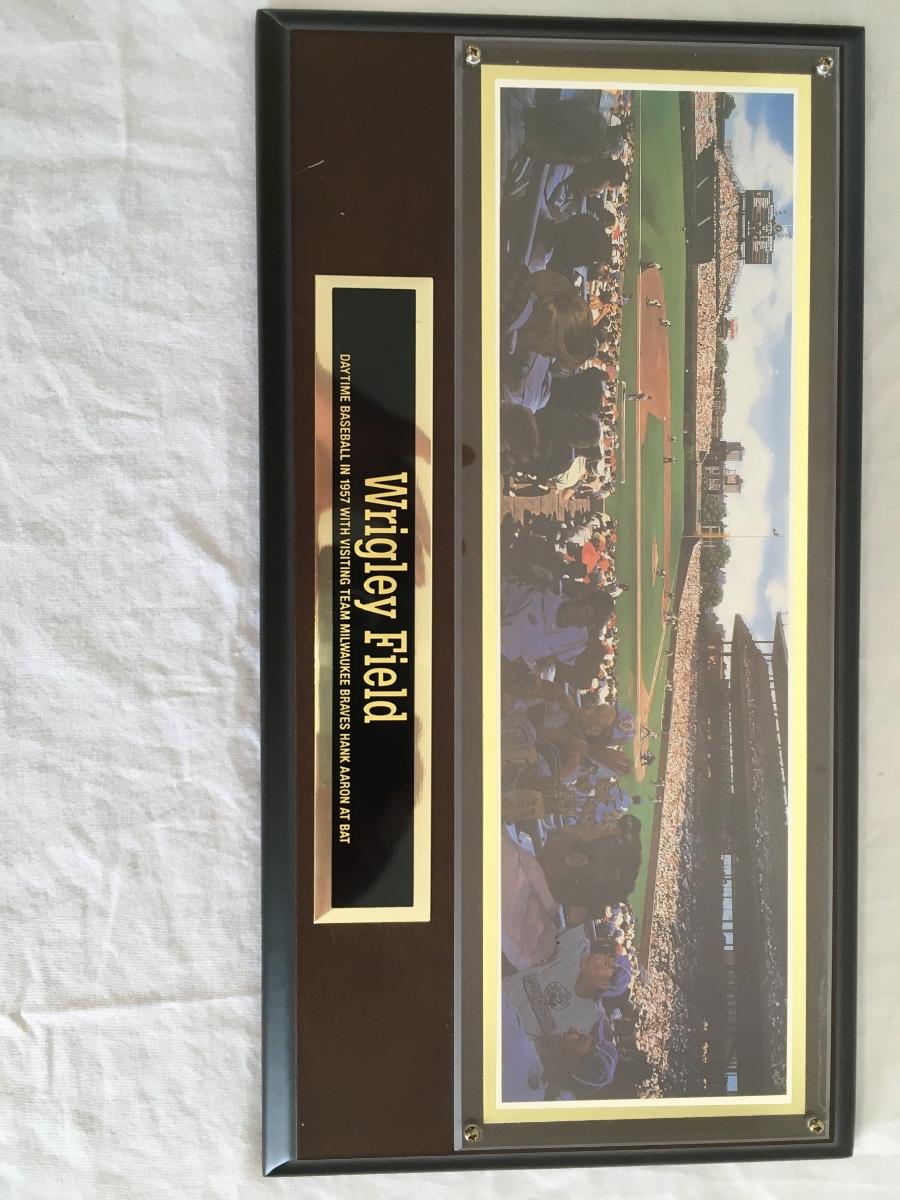 Wrigley Field
DAYTIME BASEBALL IN 1957 WITH VISITING TEAM MILWAUKEE BRAVES HANK AARON AT BAT